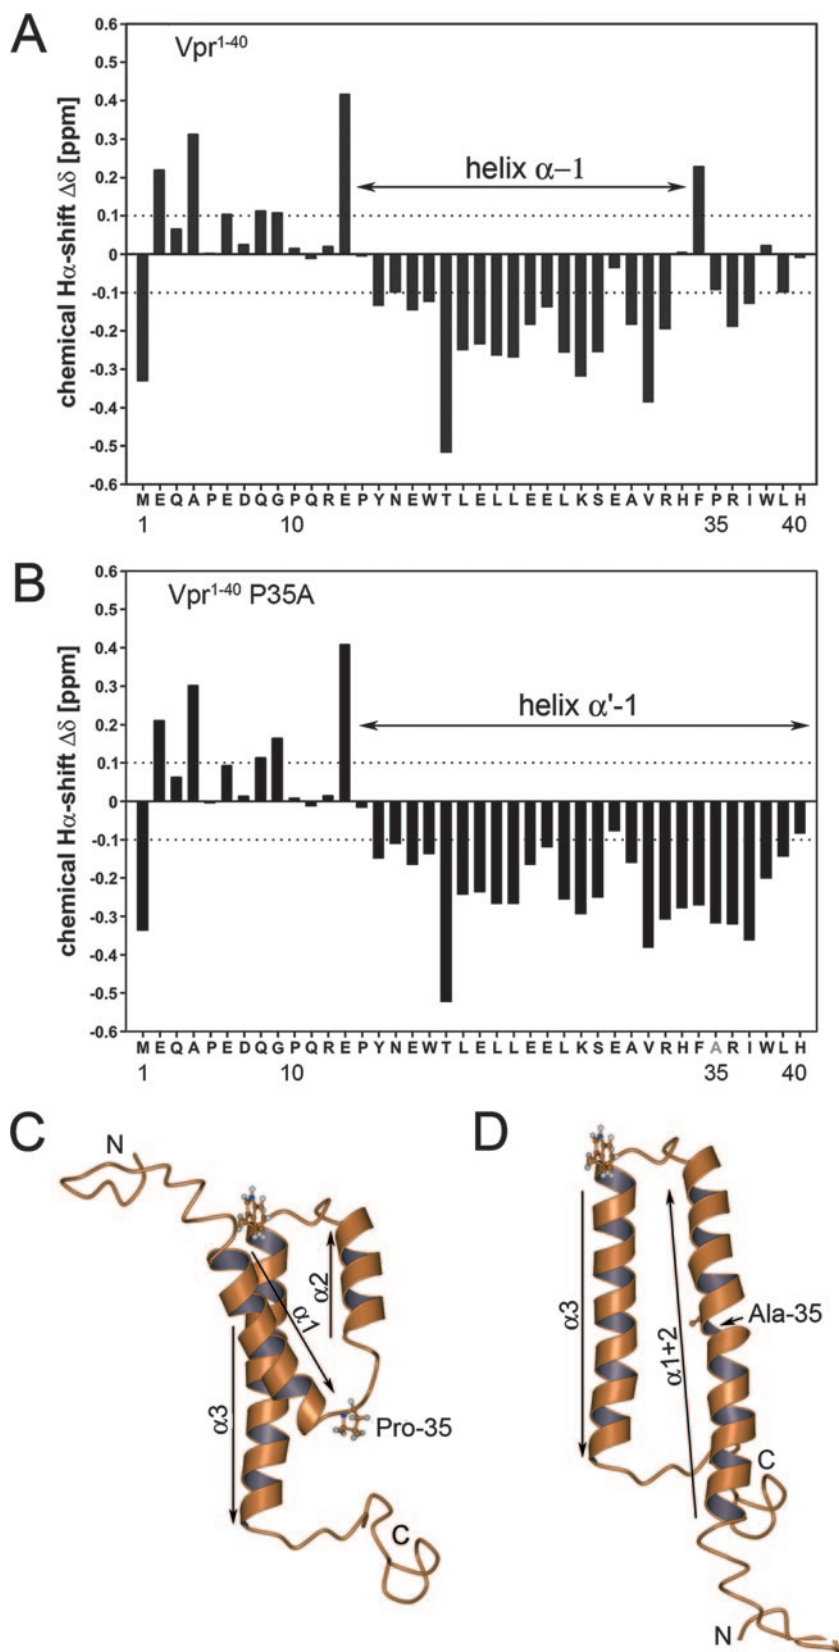 A
Vpr1-40
chemical Hα-shift Δδ [ppm]
0.6
0.5
0.4
0.3
0.2
0.1
0
-0.1
-0.2
-0.3
-0.4
-0.5
-0.6
helix α-1
M E Q A P E D Q G P Q R E P Y N E W T L E L L E E L K S E A V R H F P R I W L H
1 10 35 40
B
Vpr1-40 P35A
chemical Hα-shift Δδ [ppm]
0.6
0.5
0.4
0.3
0.2
0.1
0
-0.1
-0.2
-0.3
-0.4
-0.5
-0.6
helix α'-1
M E Q A P E D Q G P Q R E P Y N E W T L E L L E E L K S E A V R H F A R I W L H
1 10 35 40
C
N
α1
α2
α3
Pro-35
C
D
α3
α1+2
Ala-35
C
N